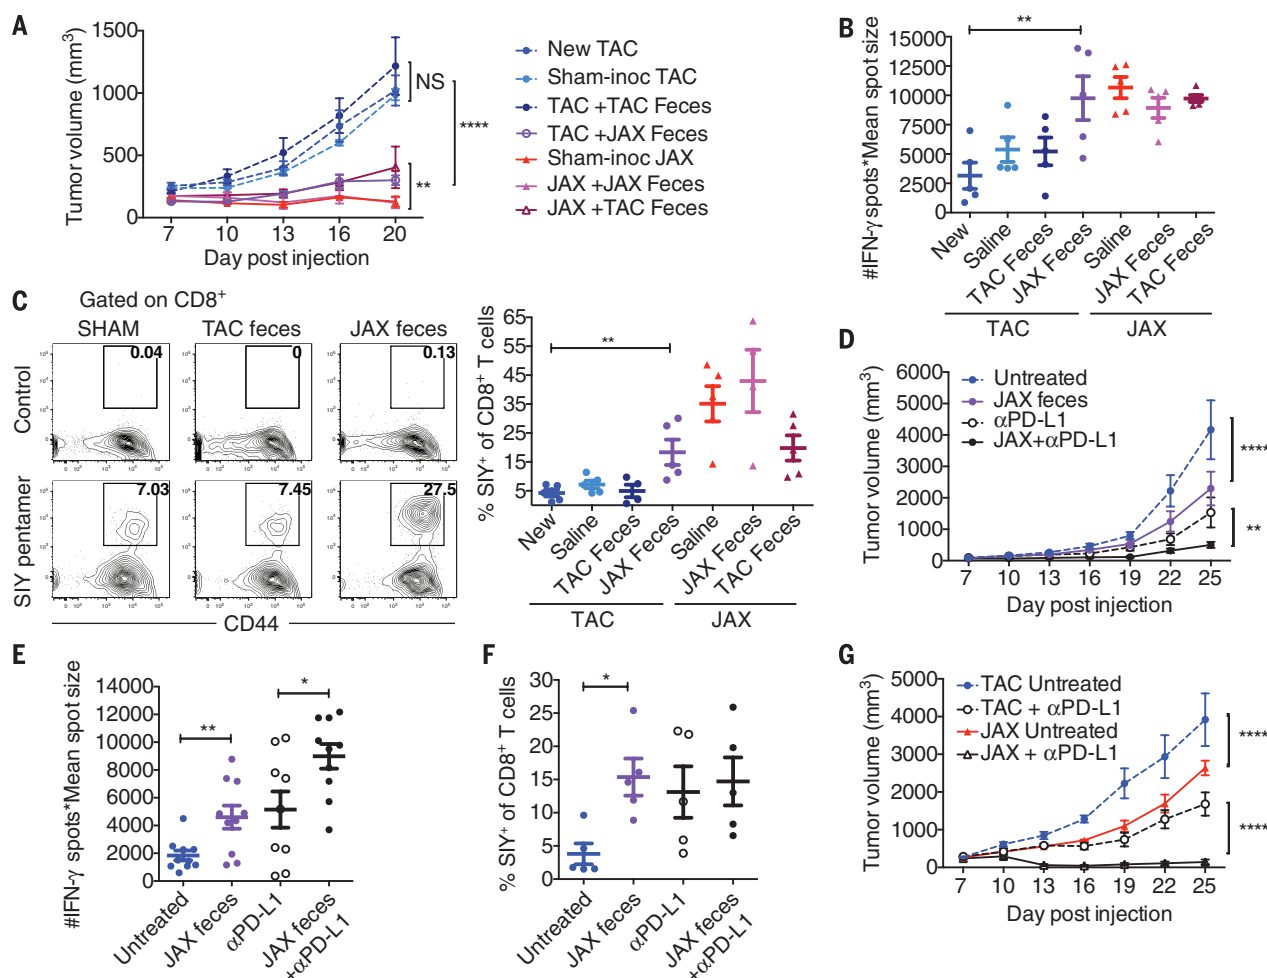 A
Tumor volume (mm³)
1500
1000
500
0
7 10 13 16 20
Day post injection
NS
****
**
New TAC
Sham-inoc TAC
TAC +TAC Feces
TAC +JAX Feces
Sham-inoc JAX
JAX +JAX Feces
JAX +TAC Feces
B
#IFN-γ spots*Mean spot size
15000
12500
10000
7500
5000
2500
0
**
New
Saline
TAC Feces
JAX Feces
Saline
JAX Feces
TAC Feces
TAC
JAX
C
Gated on CD8⁺
SHAM
TAC feces
JAX feces
Control
0.04
0
0.13
SIY pentamer
7.03
7.45
27.5
CD44
% SIY⁺ of CD8⁺ T cells
65
55
45
35
25
15
5
**
New
Saline
TAC Feces
JAX Feces
Saline
JAX Feces
TAC Feces
TAC
JAX
D
Tumor volume (mm³)
6000
5000
4000
3000
2000
1000
0
7 10 13 16 19 22 25
Day post injection
Untreated
JAX feces
αPD-L1
JAX+αPD-L1
****
**
E
#IFN-γ spots*Mean spot size
14000
12000
10000
8000
6000
4000
2000
0
**
*
Untreated
JAX feces
αPD-L1
JAX feces
+αPD-L1
F
% SIY⁺ of CD8⁺ T cells
30
25
20
15
10
5
0
*
Untreated
JAX feces
αPD-L1
JAX feces
+αPD-L1
G
Tumor volume (mm³)
5000
4000
3000
2000
1000
0
7 10 13 16 19 22 25
Day post injection
TAC Untreated
TAC + αPD-L1
JAX Untreated
JAX + αPD-L1
****
****